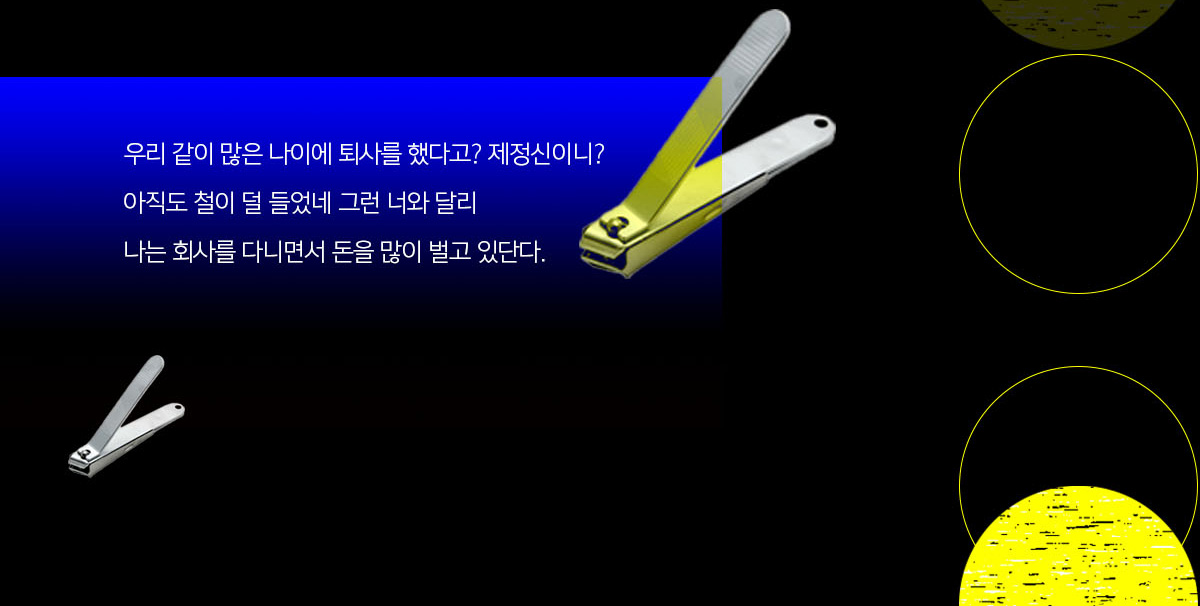 우리 같이 많은 나이에 퇴사를 했다고? 제정신이니?
아직도 철이 덜 들었네 그런 너와 달리
나는 회사를 다니면서 돈을 많이 벌고 있단다.